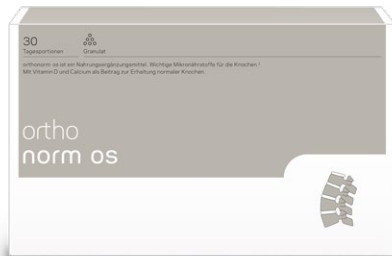 30
Tagesportionen
Granulat
orthonorm os ist ein Nahrungsergänzungsmittel. Wichtige Mikronährstoffe für die Knochen !
Mit Vitamin D und Calcium als Beitrag zur Erhaltung normaler Knochen.
ortho
norm os